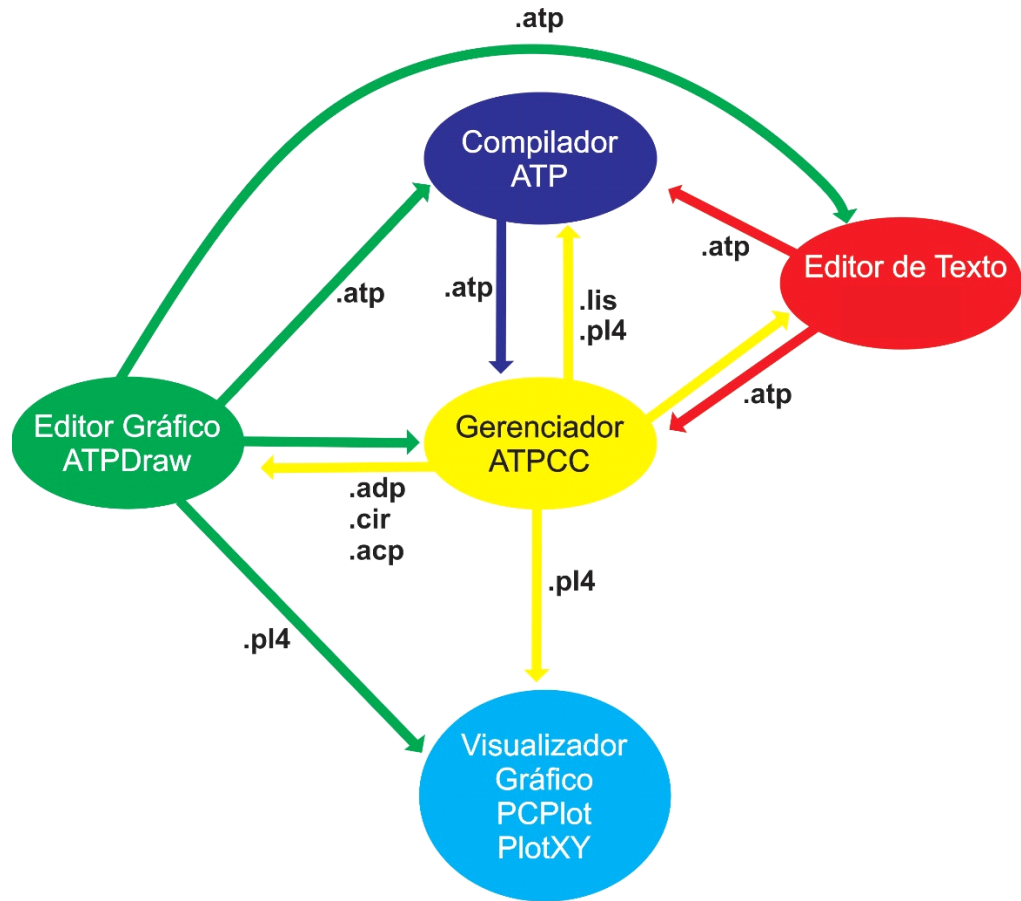 .atp
Compilador
ATP
.atp
Editor de Texto
.atp
.atp
.lis
.pl4
.atp
Editor Gráfico
ATPDraw
Gerenciador
ATPCC
.adp
.cir
.acp
.pl4
.pl4
Visualizador
Gráfico
PCPlot
PlotXY